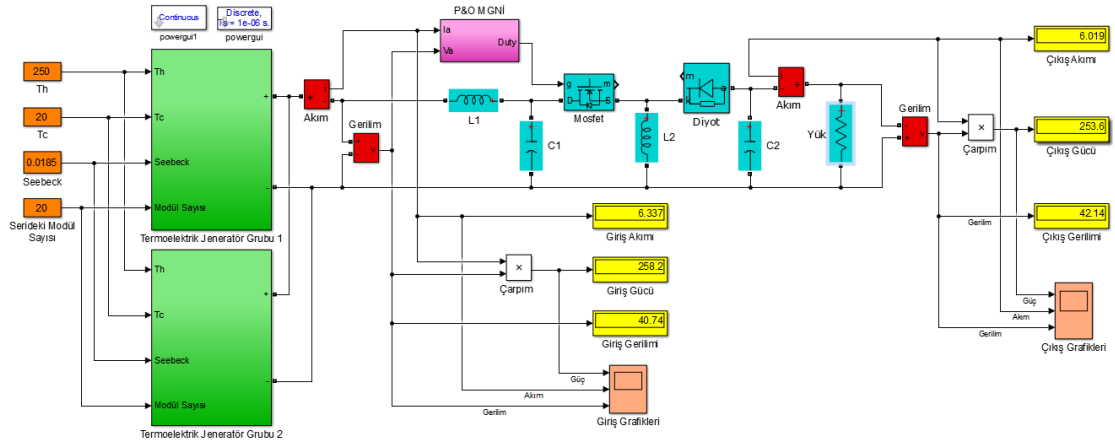 Continuous
powergui1
Discrete,
Ts = 1e-06 s.
powergui
250
Th
20
Tc
0.0185
Seebeck
20
Serideki Modül
Sayısı
Th
Tc
Seebeck
Modül Sayısı
+
-
Termoelektrik Jeneratör Grubu 1
Th
Tc
Seebeck
Modül Sayısı
+
-
Termoelektrik Jeneratör Grubu 2
Akım
Gerilim
v
P&O MGNİ
Ia
Va
Duty
L1
C1
g
m
D
S
Mosfet
L2
m
k
a
Diyot
C2
Akım
Yük
Gerilim
v
×
Çarpım
6.019
Çıkış Akımı
253.6
Çıkış Gücü
42.14
Gerilim
Çıkış Gerilimi
Güç
Akım
Gerilim
Çıkış Grafikleri
6.337
Giriş Akımı
×
Çarpım
258.2
Giriş Gücü
40.74
Giriş Gerilimi
Güç
Akım
Gerilim
Giriş Grafikleri